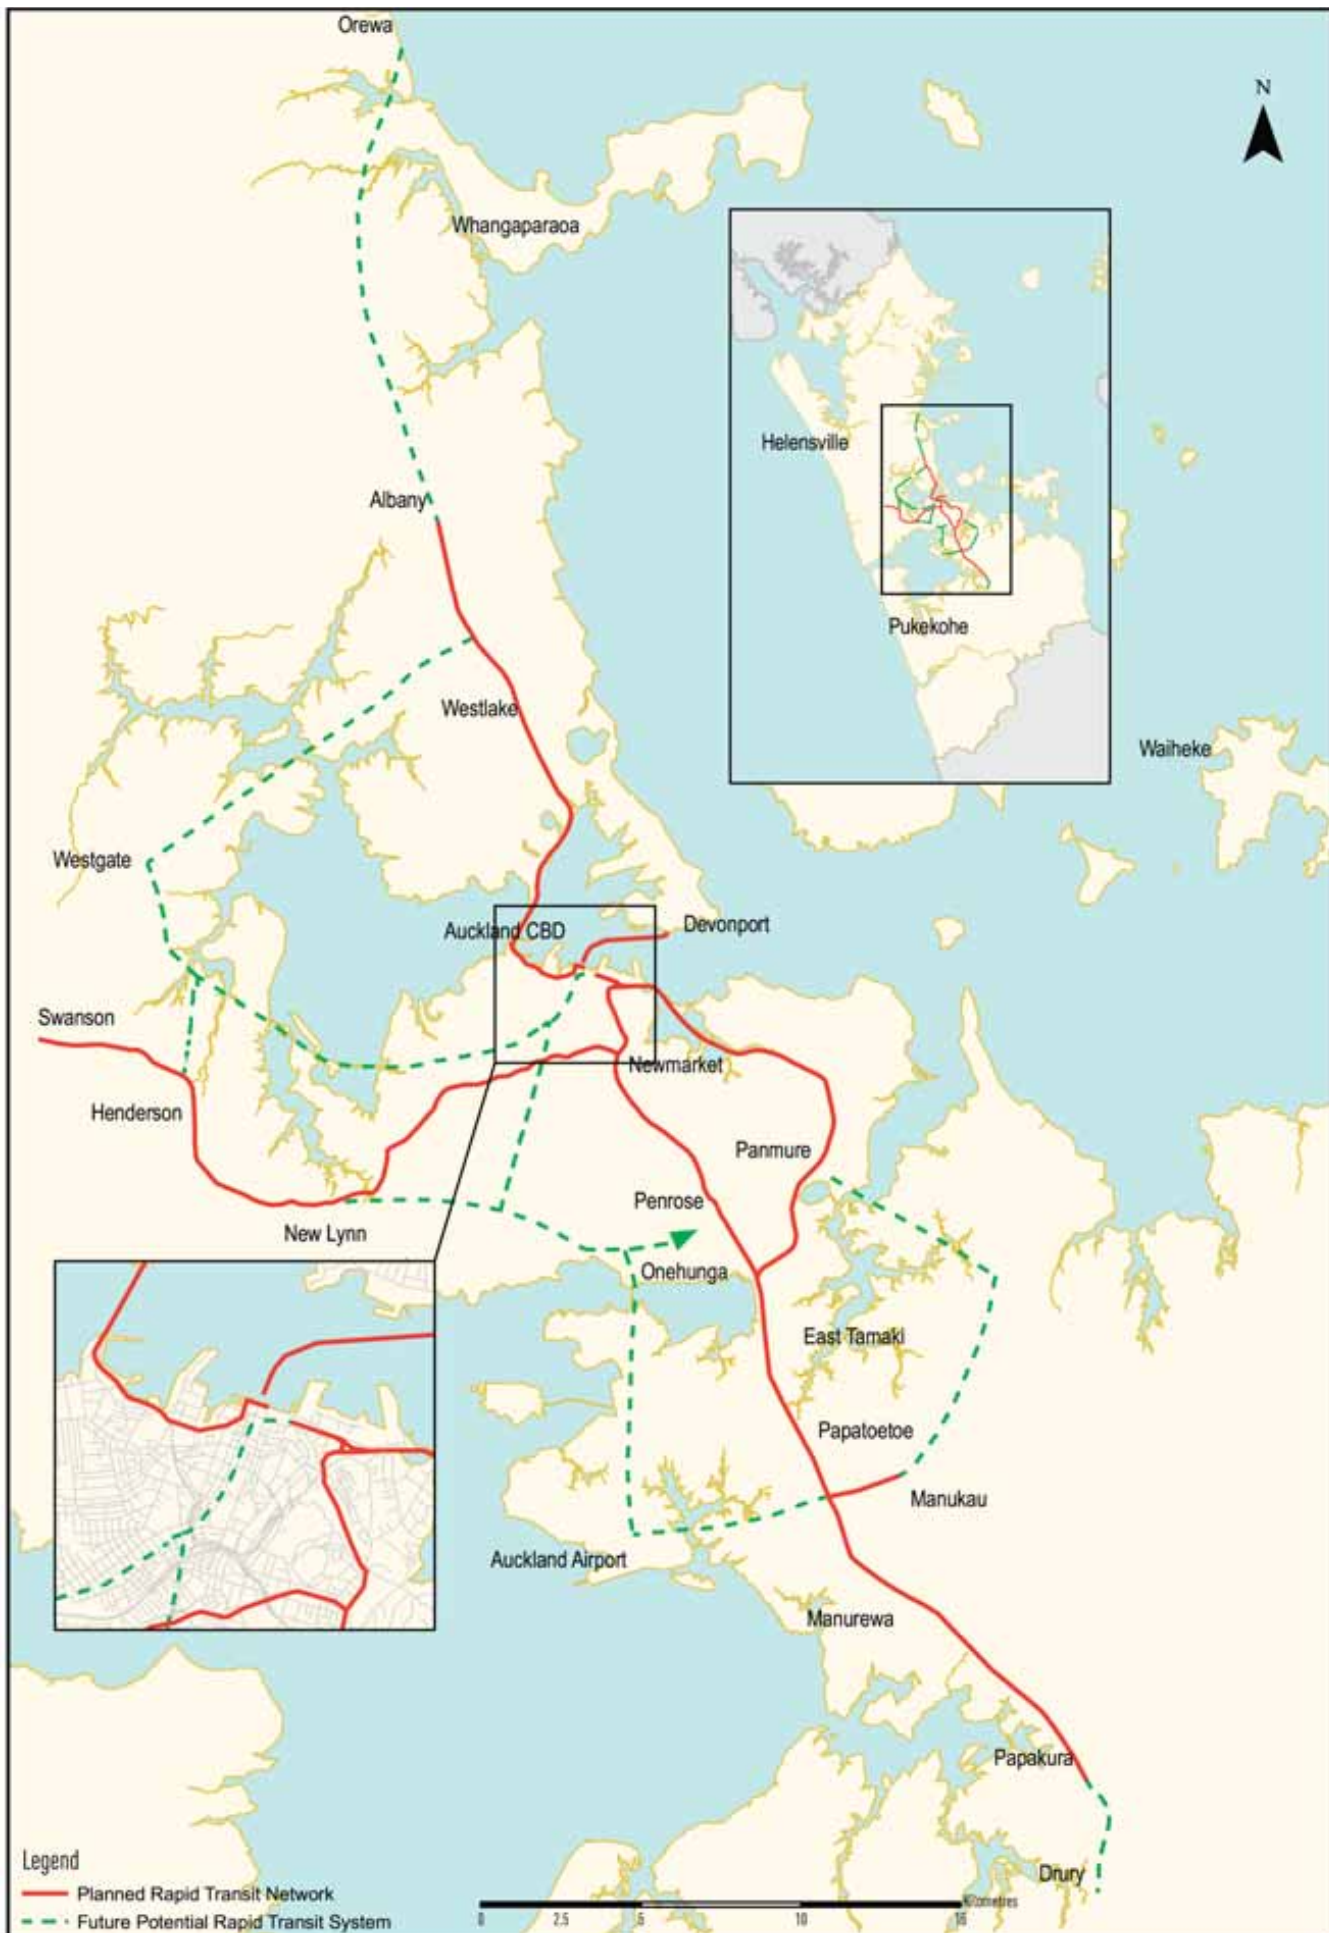 Orewa
N
Whangaparaoa
Helensville
Albany
Pukekohe
Westlake
Waiheke
Westgate
Devonport
Auckland CBD
Swanson
Newmarket
Henderson
Panmure
Penrose
New Lynn
Onehunga
East Tamaki
Papatoetoe
Manukau
Auckland Airport
Manurewa
Papakura
Legend
Drury
Planned Rapid Transit Network
Kilometres
Future Potential Rapid Transit System
0 2.5 5 10 15